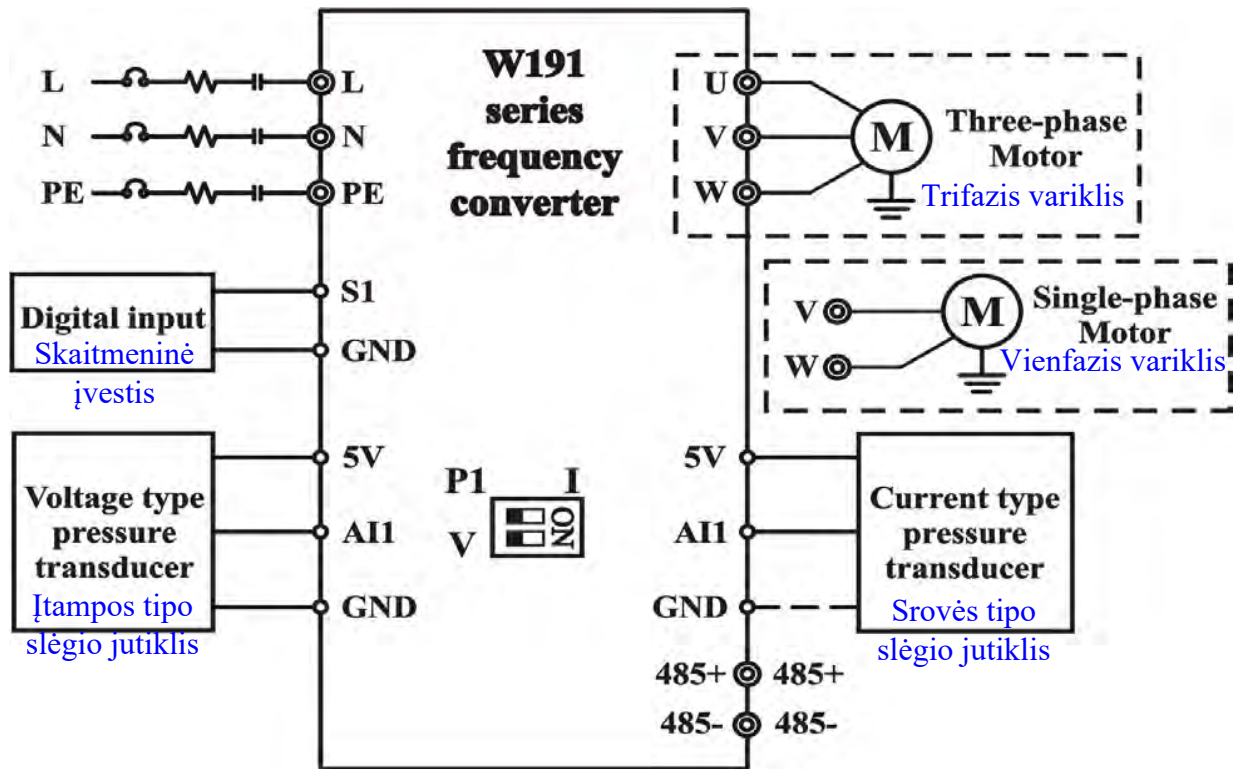 W191
series
frequency
converter
L
L
N
N
PE
PE
U
V
W
M
Three-phase
Motor
Trifazis variklis
Digital input
Skaitmeninė
įvestis
S1
GND
V
W
M
Single-phase
Motor
Vienfazis variklis
Voltage type
pressure
transducer
Įtampos tipo
slėgio jutiklis
5V
AI1
GND
P1 I
V
ON
5V
AI1
GND
Current type
pressure
transducer
Srovės tipo
slėgio jutiklis
485+ 485+
485- 485-